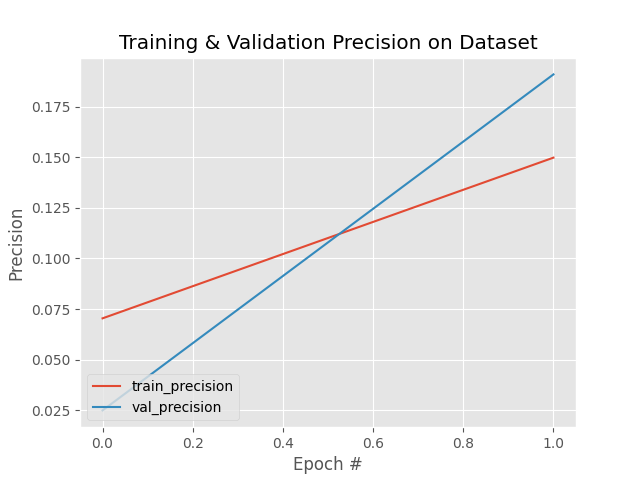 Training & Validation Precision on Dataset
0.175
0.150
0.125
0.100
0.075
0.050
0.025
Precision
train_precision
val_precision
0.0 0.2 0.4 0.6 0.8 1.0
Epoch #